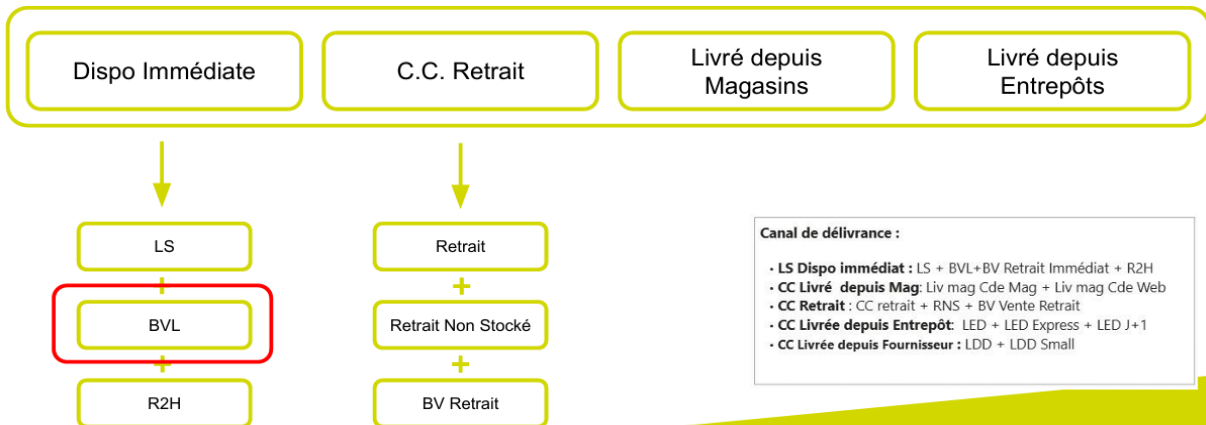 Dispo Immédiate
C.C. Retrait
Livré depuis
Magasins
Livré depuis
Entrepôts
LS
+
BVL
+
R2H
Retrait
+
Retrait Non Stocké
+
BV Retrait
Canal de délivrance :
• LS Dispo immédiat : LS + BVL+BV Retrait Immédiat + R2H
• CC Livré depuis Mag: Liv mag Cde Mag + Liv mag Cde Web
• CC Retrait : CC retrait + RNS + BV Vente Retrait
• CC Livrée depuis Entrepôt: LED + LED Express + LED J+1
• CC Livrée depuis Fournisseur : LDD + LDD Small